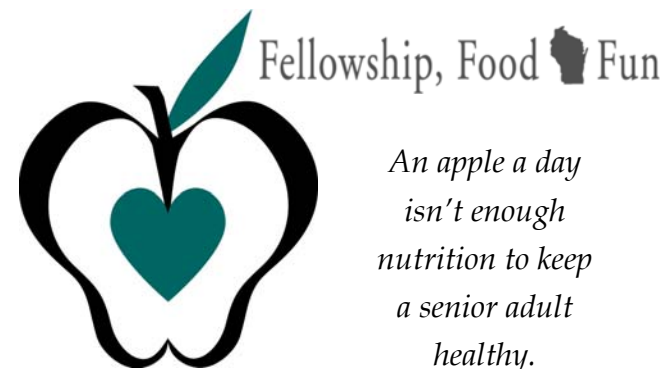 Fellowship, Food Fun
An apple a day
isn't enough
nutrition to keep
a senior adult
healthy.